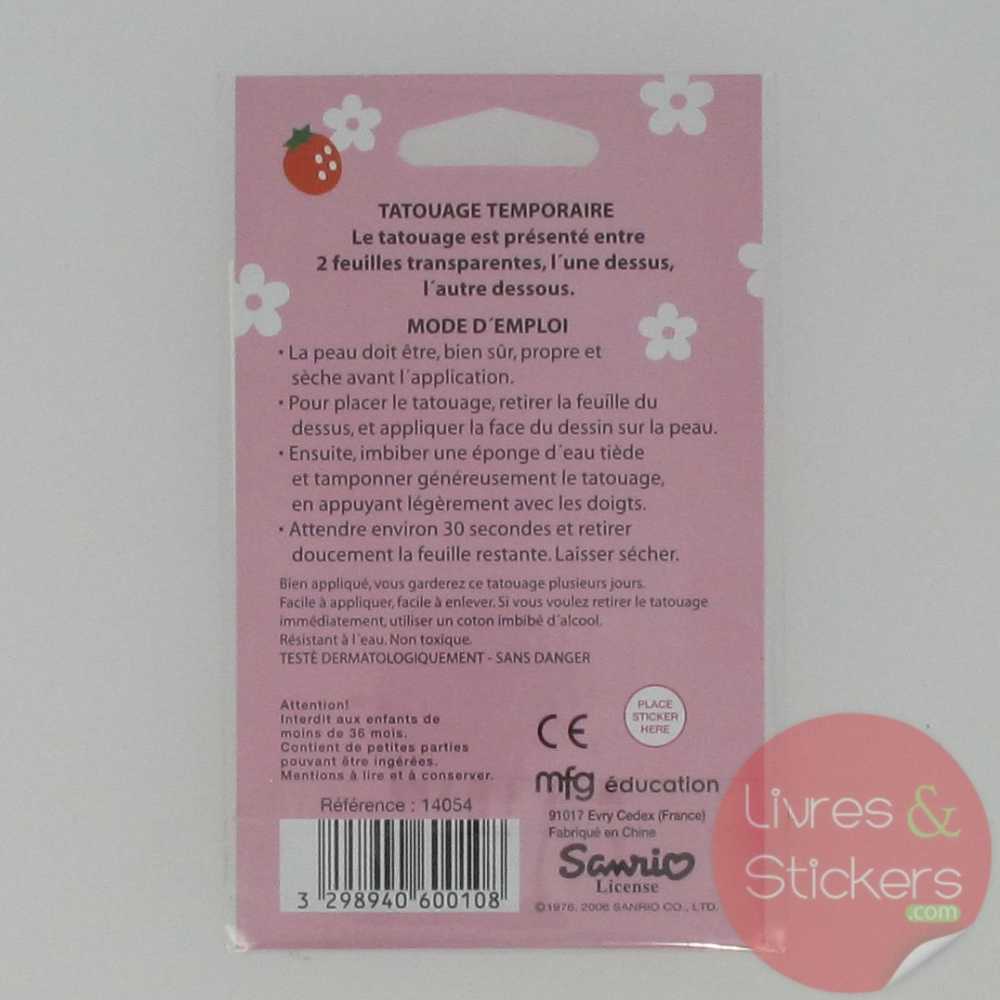 TATOUAGE TEMPORAIRE
Le tatouage est présenté entre
2 feuilles transparentes, l´une dessus,
l´autre dessous.
MODE D´EMPLOI
• La peau doit être, bien sûr, propre et
sèche avant l´application.
• Pour placer le tatouage, retirer la feuille du
dessus, et appliquer la face du dessin sur la peau.
• Ensuite, imbiber une éponge d´eau tiède
et tamponner généreusement le tatouage,
en appuyant légèrement avec les doigts.
• Attendre environ 30 secondes et retirer
doucement la feuille restante. Laisser sécher.
Bien appliqué, vous garderez ce tatouage plusieurs jours.
Facile à appliquer, facile à enlever. Si vous voulez retirer le tatouage
immédiatement, utiliser un coton imbibé d´alcool.
Résistant à l´eau. Non toxique.
TESTÉ DERMATOLOGIQUEMENT - SANS DANGER
Attention!
Interdit aux enfants de
moins de 36 mois.
Contient de petites parties
pouvant être ingérées.
Mentions à lire et à conserver.
Référence : 14054
3 298940 600108
CE
PLACE
STICKER
HERE
mfg éducation
91017 Evry Cedex (France)
Fabriqué en Chine
Sanrio
License
©1976, 2006 SANRIO CO., LTD.
Livres &
Stickers
.com